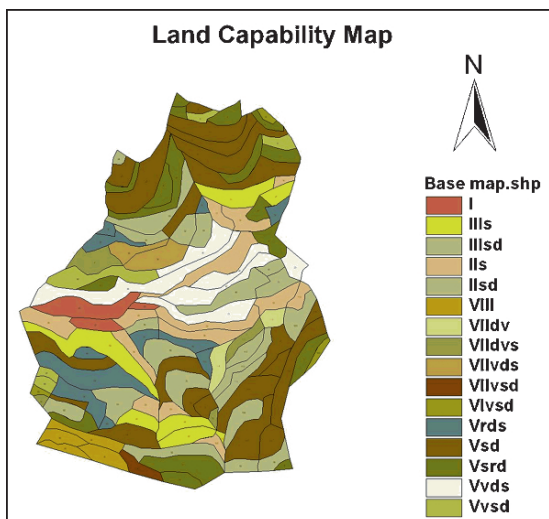 Land Capability Map
N
Base map.shp
I
IIIs
IIIsd
IIs
IIsd
VIII
VIIdv
VIIdvs
VIIvds
VIIvsd
VIvsd
Vrds
Vsd
Vsrd
Vvds
Vvsd